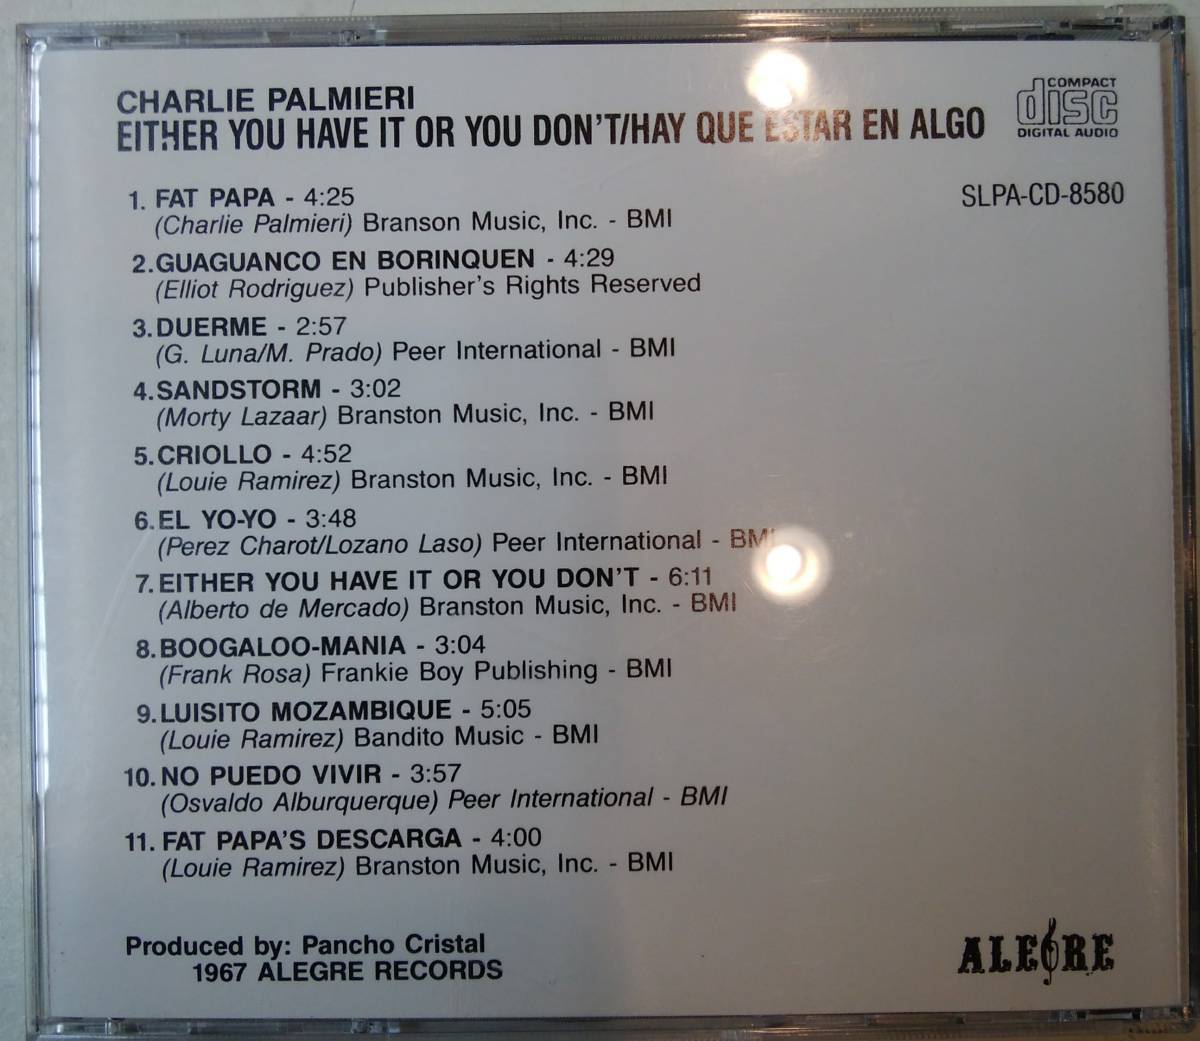 CHARLIE PALMIERI
EITHER YOU HAVE IT OR YOU DON'T/HAY QUE ESTAR EN ALGO
COMPACT
disc
DIGITAL AUDIO
SLPA-CD-8580
1. FAT PAPA - 4:25
(Charlie Palmieri) Branson Music, Inc. - BMI
2. GUAGUANCO EN BORINQUEN - 4:29
(Elliot Rodriguez) Publisher's Rights Reserved
3. DUERME - 2:57
(G. Luna/M. Prado) Peer International - BMI
4. SANDSTORM - 3:02
(Morty Lazaar) Branston Music, Inc. - BMI
5. CRIOLLO - 4:52
(Louie Ramirez) Branston Music, Inc. - BMI
6. EL YO-YO - 3:48
(Perez Charot/Lozano Laso) Peer International - BMI
7. EITHER YOU HAVE IT OR YOU DON'T - 6:11
(Alberto de Mercado) Branston Music, Inc. - BMI
8. BOOGALOO-MANIA - 3:04
(Frank Rosa) Frankie Boy Publishing - BMI
9. LUISITO MOZAMBIQUE - 5:05
(Louie Ramirez) Bandito Music - BMI
10. NO PUEDO VIVIR - 3:57
(Osvaldo Alburquerque) Peer International - BMI
11. FAT PAPA'S DESCARGA - 4:00
(Louie Ramirez) Branston Music, Inc. - BMI
Produced by: Pancho Cristal
1967 ALEGRE RECORDS
ALEGRE